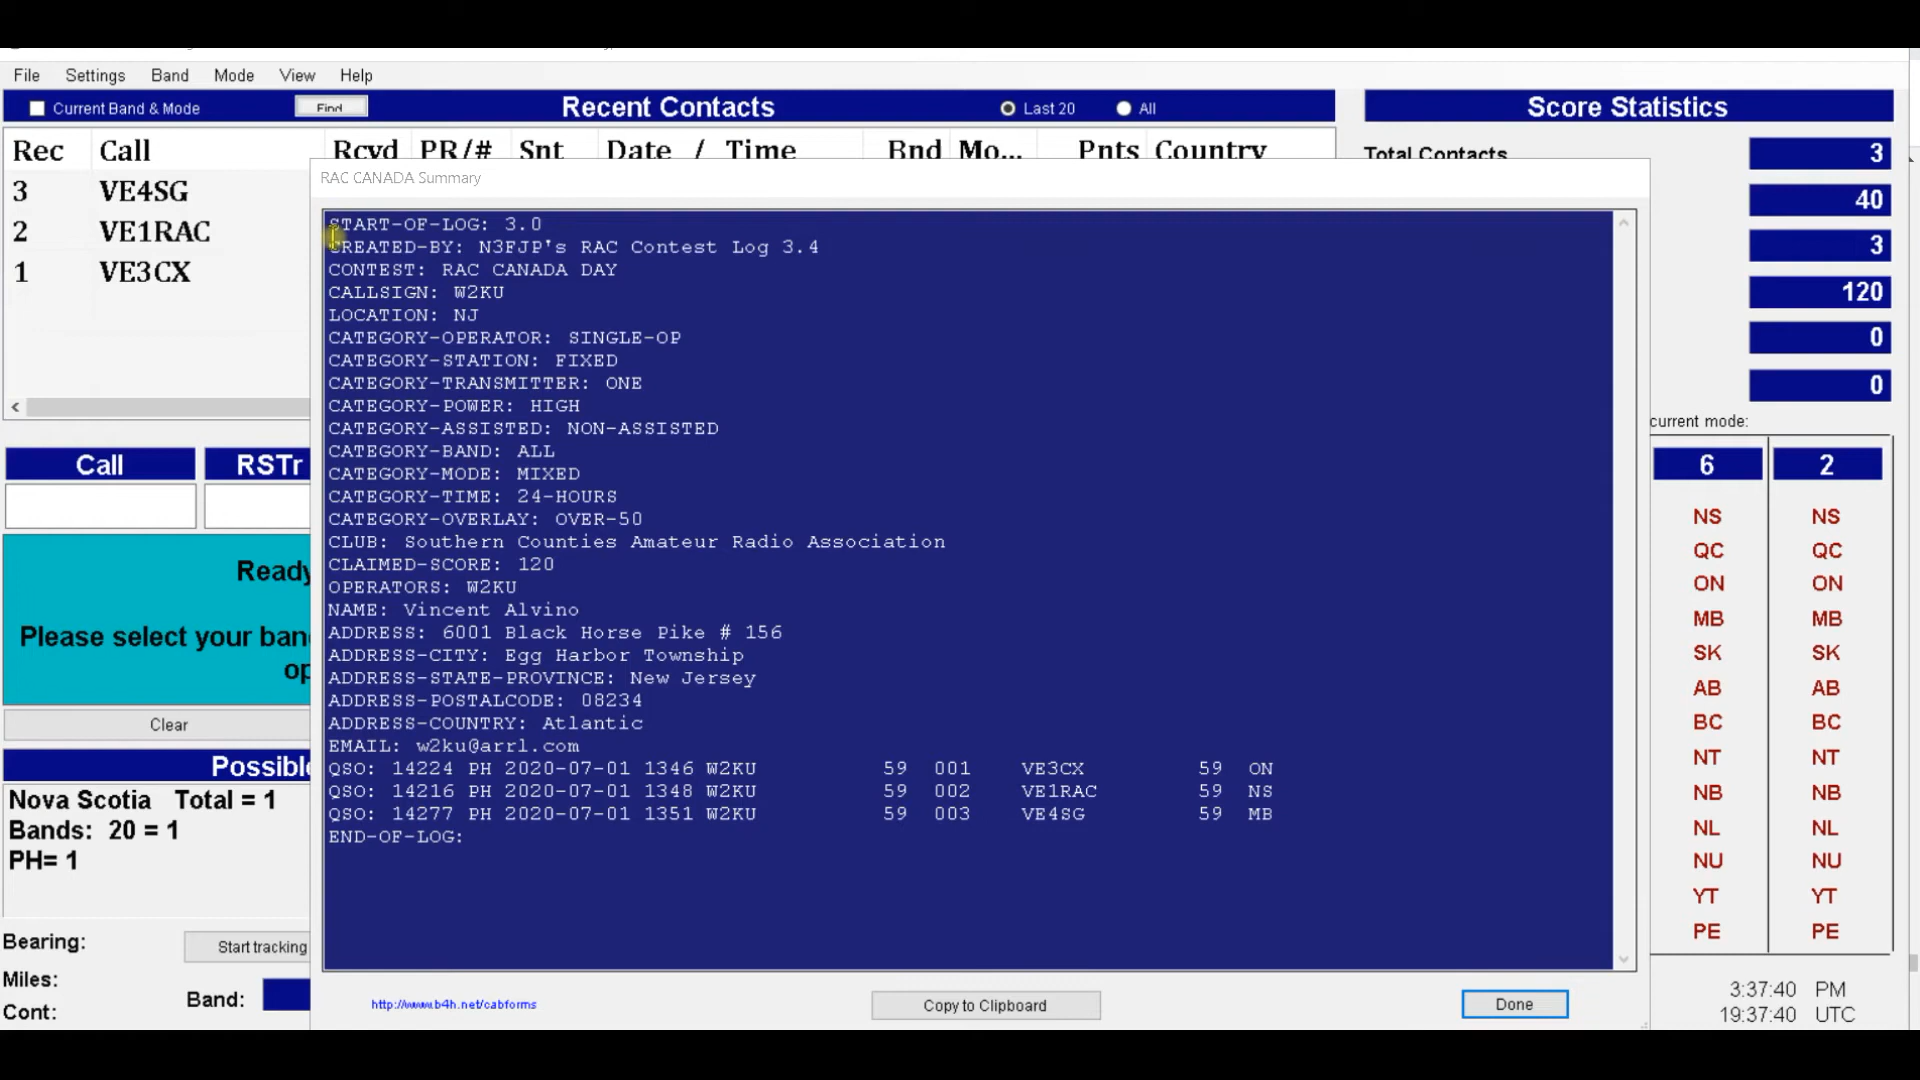 File Settings Band Mode View Help
Current Band & Mode Find Recent Contacts Last 20 All Score Statistics
Rec Call Rcvd PR/# Snt Date / Time Bnd Mo... Pnts Country Total Contacts 3
3 VE4SG 40
2 VE1RAC 3
1 VE3CX 120
0
0
current mode:
RAC CANADA Summary
START-OF-LOG: 3.0
CREATED-BY: N3FJP's RAC Contest Log 3.4
CONTEST: RAC CANADA DAY
CALLSIGN: W2KU
LOCATION: NJ
CATEGORY-OPERATOR: SINGLE-OP
CATEGORY-STATION: FIXED
CATEGORY-TRANSMITTER: ONE
CATEGORY-POWER: HIGH
CATEGORY-ASSISTED: NON-ASSISTED
CATEGORY-BAND: ALL
CATEGORY-MODE: MIXED
CATEGORY-TIME: 24-HOURS
CATEGORY-OVERLAY: OVER-50
CLUB: Southern Counties Amateur Radio Association
CLAIMED-SCORE: 120
OPERATORS: W2KU
NAME: Vincent Alvino
ADDRESS: 6001 Black Horse Pike # 156
ADDRESS-CITY: Egg Harbor Township
ADDRESS-STATE-PROVINCE: New Jersey
ADDRESS-POSTALCODE: 08234
ADDRESS-COUNTRY: Atlantic
EMAIL: w2ku@arrl.com
QSO: 14224 PH 2020-07-01 1346 W2KU 59 001 VE3CX 59 ON
QSO: 14216 PH 2020-07-01 1348 W2KU 59 002 VE1RAC 59 NS
QSO: 14277 PH 2020-07-01 1351 W2KU 59 003 VE4SG 59 MB
END-OF-LOG:
http://www.b4h.net/cabforms Copy to Clipboard Done
Call RSTr
Ready
Please select your ban
op
Clear
Possible
Nova Scotia Total = 1
Bands: 20 = 1
PH= 1
Bearing: Start tracking
Miles:
Band:
Cont:
6 2
NS NS
QC QC
ON ON
MB MB
SK SK
AB AB
BC BC
NT NT
NB NB
NL NL
NU NU
YT YT
PE PE
3:37:40 PM
19:37:40 UTC